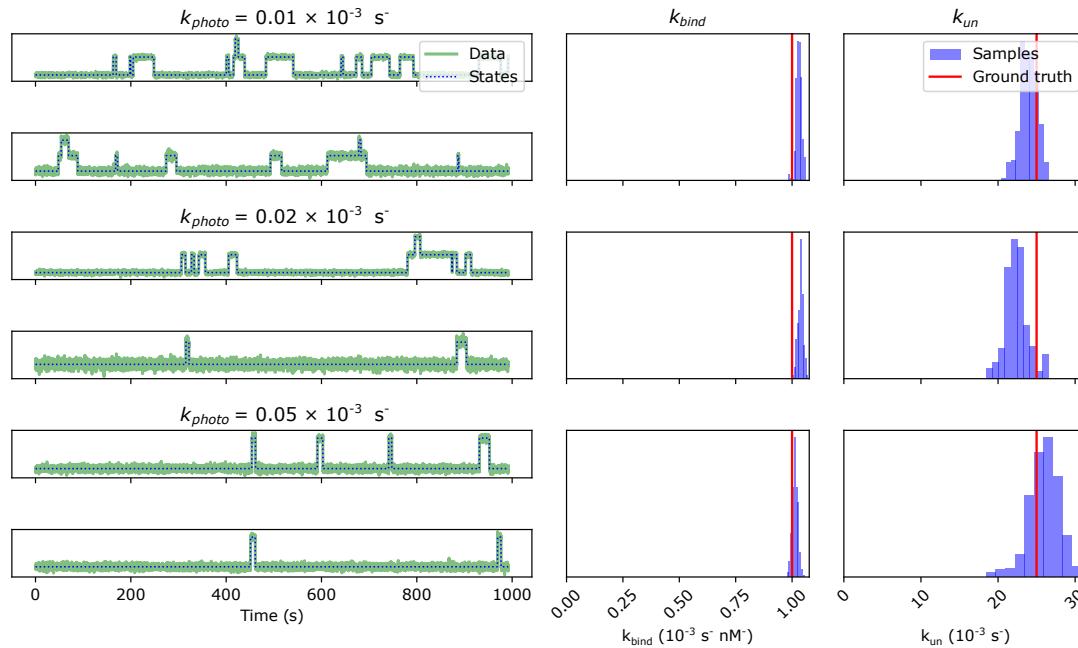 k_photo = 0.01 × 10⁻³ s⁻
k_bind
k_un
Data
States
Samples
Ground truth
k_photo = 0.02 × 10⁻³ s⁻
k_photo = 0.05 × 10⁻³ s⁻
0 200 400 600 800 1000
Time (s)
0.00 0.25 0.50 0.75 1.00
k_bind (10⁻³ s⁻ nM⁻)
0 10 20 30
k_un (10⁻³ s⁻)